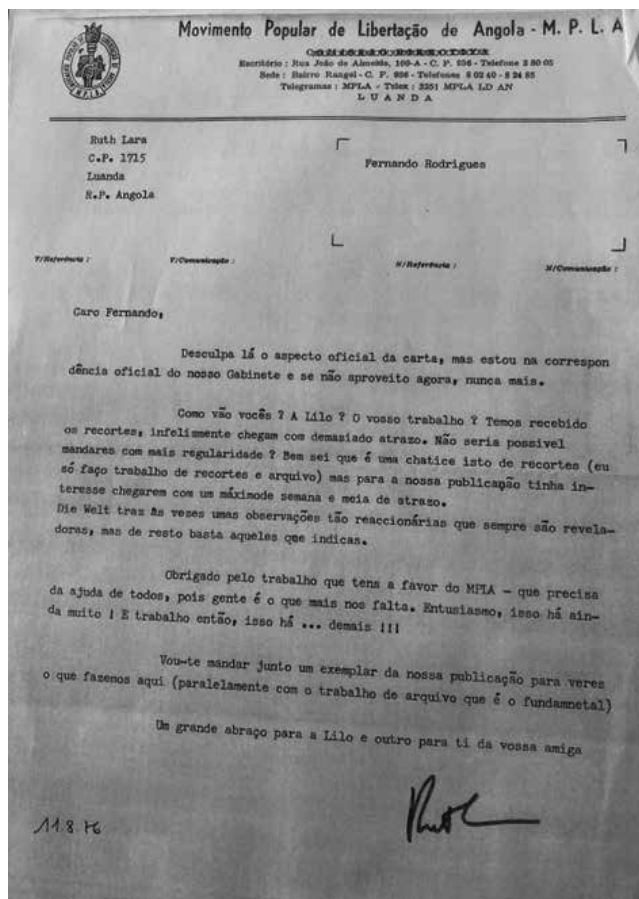 Movimento Popular de Libertação de Angola - M. P. L. A
Escritório : Rua João de Almeida, 109-A - C. P. 936 - Telefone 3 80 05
Sede : Bairro Rangel - C. P. 936 - Telefones 8 02 40 - 8 24 85
Telegramas : MPLA - Telex : 3251 MPLA LD AN
LUANDA
Ruth Lara
C.P. 1715
Luanda
R.P. Angola
Fernando Rodrigues
V/Referência : V/Comunicação : N/Referência : N/Comunicação :
Caro Fernando,
Desculpa lá o aspecto oficial da carta, mas estou na correspon
dência oficial do nosso Gabinete e se não aproveito agora, nunca mais.
Como vão vocês ? A Lilo ? O vosso trabalho ? Temos recebido
os recortes, infelismente chegam com demasiado atrazo. Não seria possivel
mandares com mais regularidade ? Bem sei que é uma chatice isto de recortes (eu
só faço trabalho de recortes e arquivo) mas para a nossa publicação tinha in-
teresse chegarem com um máximode semana e meia de atrazo.
Die Welt tras às veses umas observações tão reaccionárias que sempre são revela-
doras, mas de resto basta aqueles que indicas.
Obrigado pelo trabalho que tens a favor do MPLA - que precisa
da ajuda de todos, pois gente é o que mais nos falta. Entusiasmo, isso há ain-
da muito ! E trabalho então, isso há ... demais !!!
Vou-te mandar junto um exemplar da nossa publicação para veres
o que fazemos aqui (paralelamente com o trabalho de arquivo que é o fundamnetal)
Um grande abraço para a Lilo e outro para ti da vossa amiga
Ruth
11.8.76